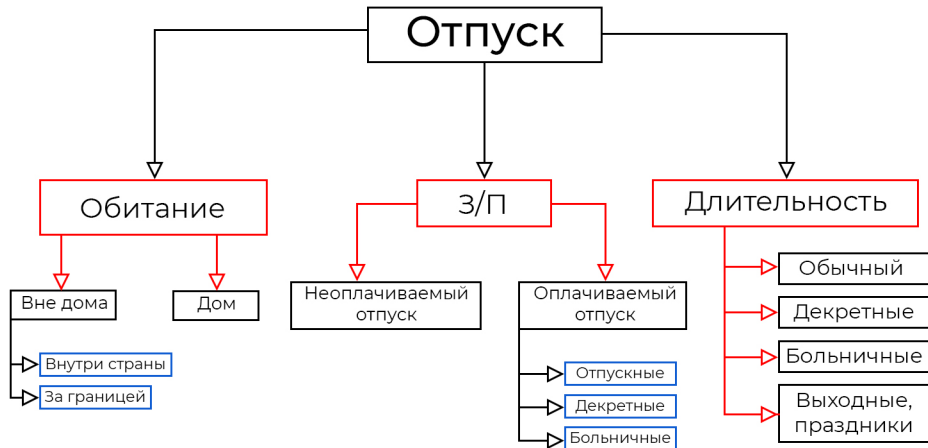 Отпуск
Обитание
Вне дома
Внутри страны
За границей
Дом
З/П
Неоплачиваемый
отпуск
Оплачиваемый
отпуск
Отпускные
Декретные
Больничные
Длительность
Обычный
Декретные
Больничные
Выходные,
праздники